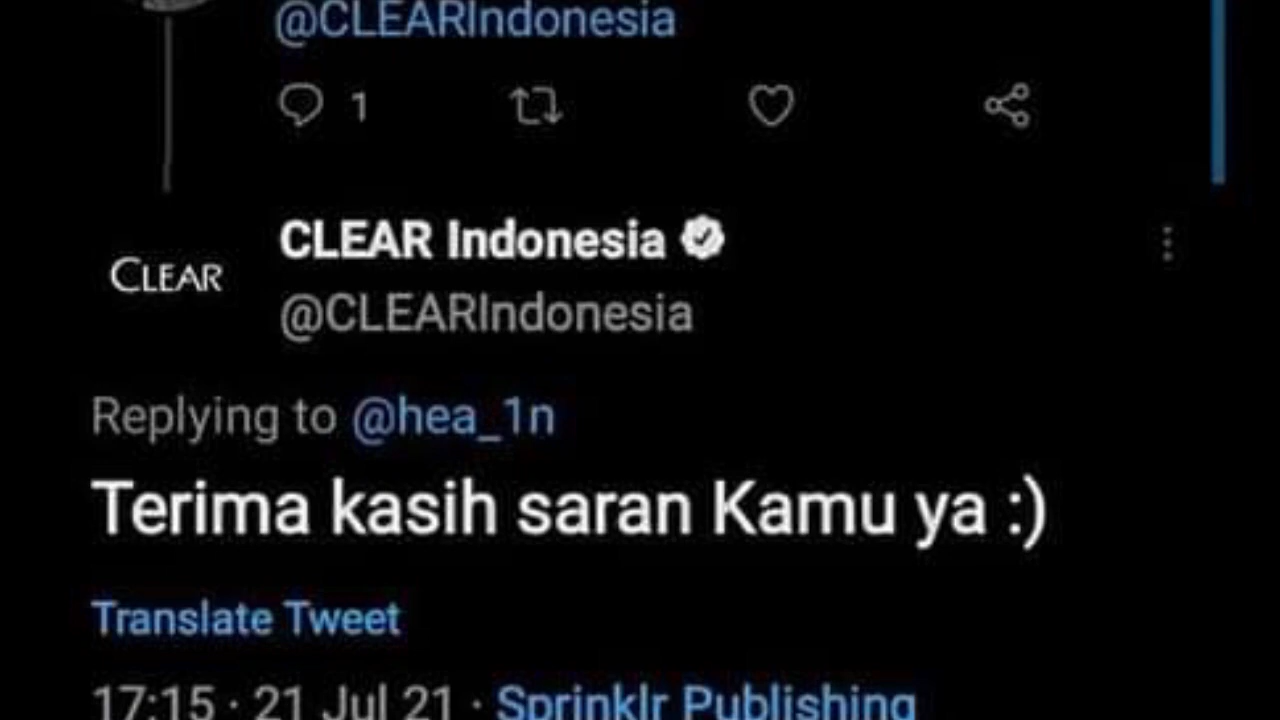 @CLEARIndonesia
1
CLEAR Indonesia
CLEAR
@CLEARIndonesia
Replying to @hea_1n
Terima kasih saran Kamu ya :)
Translate Tweet
17:15 · 21 Jul 21 · Sprinklr Publishing